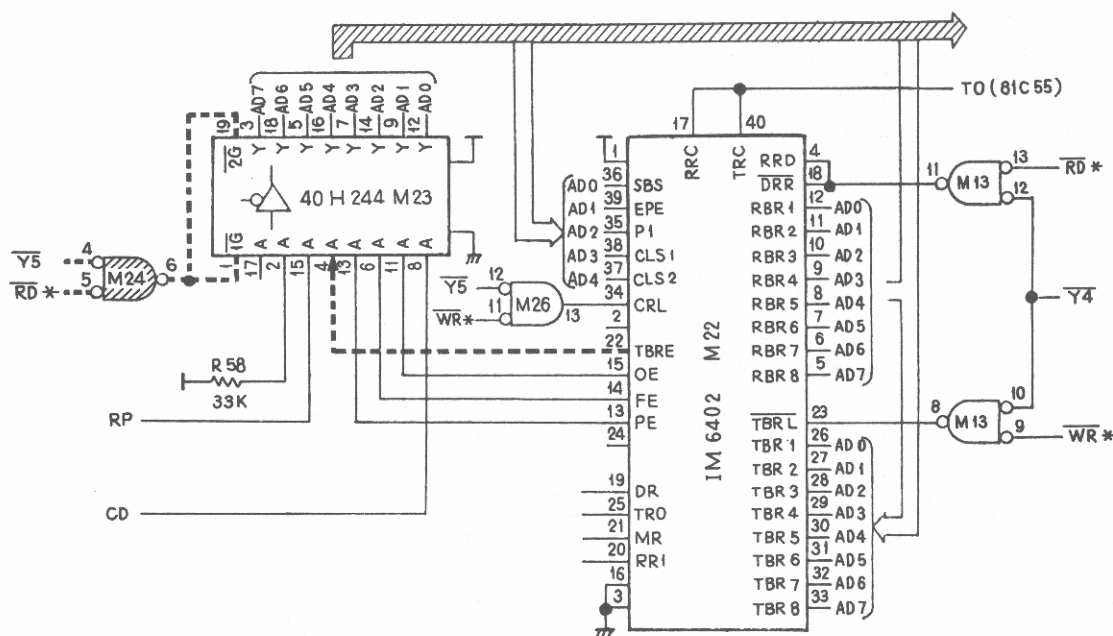 TO (81C55)
AD7 AD6 AD5 AD4 AD3 AD2 AD1 AD0
19 3 18 5 16 7 14 9 12
2G Y Y Y Y Y Y Y Y
40 H 244 M23
1G A A A A A A A A
11 17 2 15 4 13 6 11 8
Y5 4
RD* 5
M24 6
R58
33K
RP
CD
Y5 12
WR* 11
M26 13
17 40
RRC TRC
1
AD0 36 SBS
AD1 39 EPE
AD2 35 P1
AD3 38 CLS1
AD4 37 CLS2
34 CRL
2
22 TBRE
15 OE
14 FE
13 PE
24
19 DR
25 TRO
21 MR
20 RR1
16
3
IM 6402 M22
RRD 4
DRR 18
RBR1 12 AD0
RBR2 11 AD1
RBR3 10 AD2
RBR4 9 AD3
RBR5 8 AD4
RBR6 7 AD5
RBR7 6 AD6
RBR8 5 AD7
TBRL 23
TBR1 26 AD0
TBR2 27 AD1
TBR3 28 AD2
TBR4 29 AD3
TBR5 30 AD4
TBR6 31 AD5
TBR7 32 AD6
TBR8 33 AD7
11 M13 13 RD*
12
Y4
8 M13 10
9 WR*